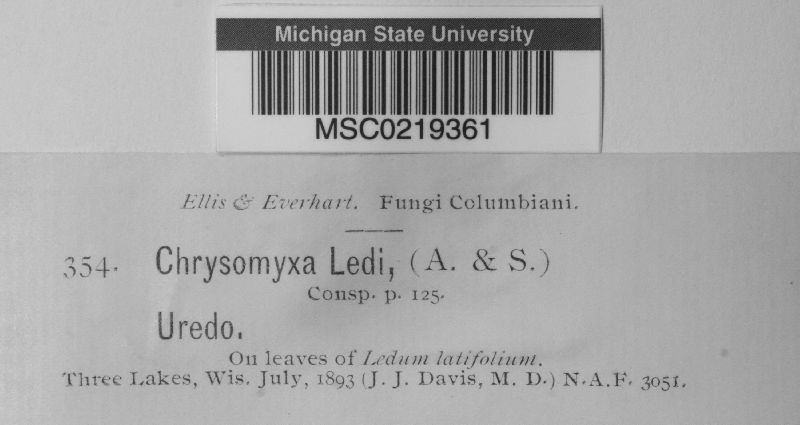 Michigan State University
MSC0219361
Ellis & Everhart. Fungi Columbiani.
354. Chrysomyxa Ledi, (A. & S.)
Consp. p. 125.
Uredo.
On leaves of Ledum latifolium.
Three Lakes, Wis. July, 1893 (J. J. Davis, M. D.) N.A.F. 3051.